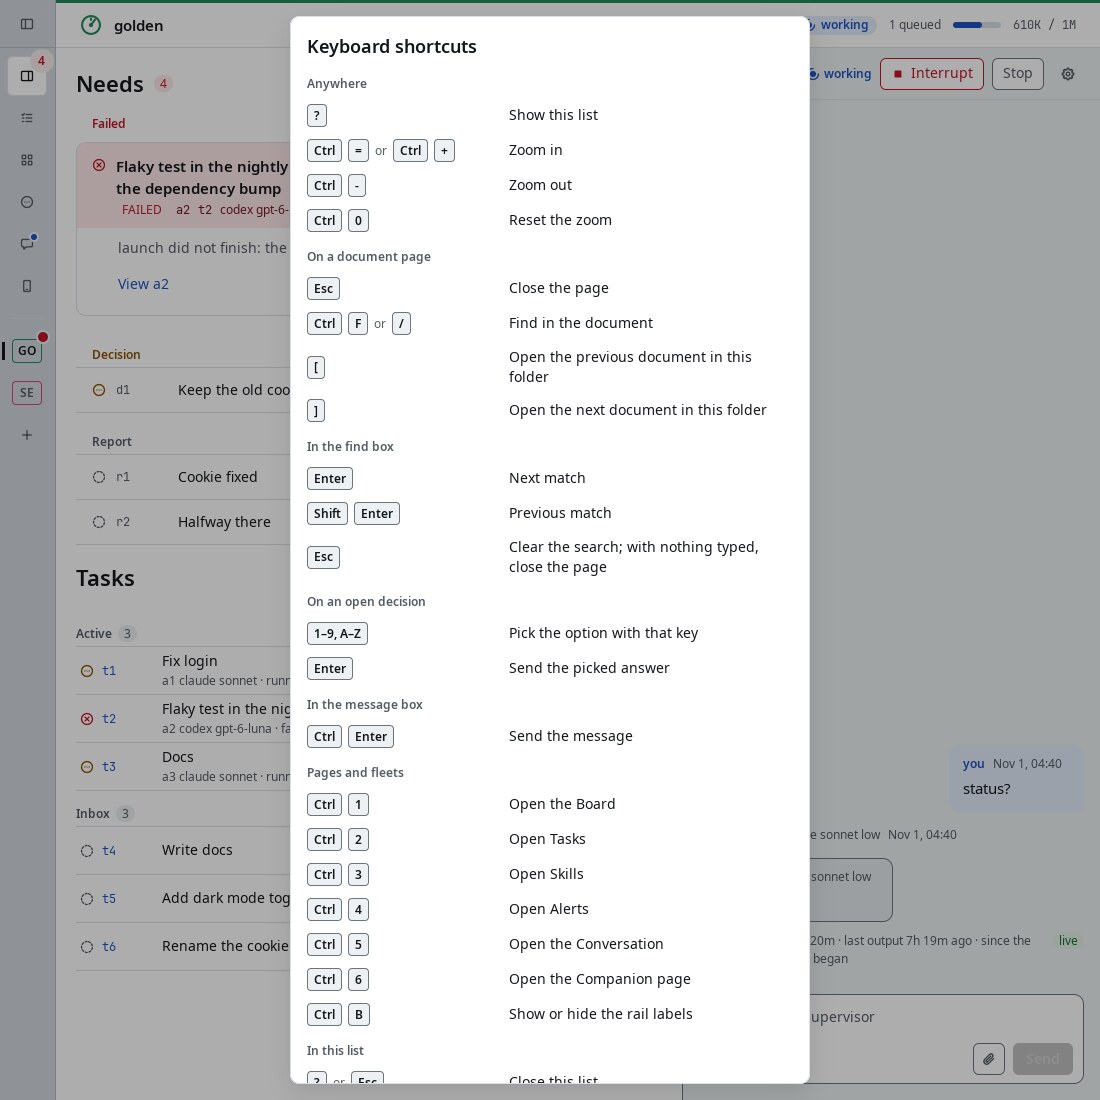 golden
working
1 queued
610K / 1M
4
Needs 4
working
Interrupt
Stop
Failed
Flaky test in the nightly
the dependency bump
FAILED a2 t2 codex gpt-6-
launch did not finish: the
View a2
GO
SE
Decision
d1 Keep the old coo
Report
r1 Cookie fixed
r2 Halfway there
Tasks
Active 3
t1 Fix login
a1 claude sonnet · runr
t2 Flaky test in the nig
a2 codex gpt-6-luna · fa
t3 Docs
a3 claude sonnet · runr
Inbox 3
t4 Write docs
t5 Add dark mode tog
t6 Rename the cookie
Keyboard shortcuts
Anywhere
? Show this list
Ctrl = or Ctrl + Zoom in
Ctrl - Zoom out
Ctrl 0 Reset the zoom
On a document page
Esc Close the page
Ctrl F or / Find in the document
[ Open the previous document in this
folder
] Open the next document in this folder
In the find box
Enter Next match
Shift Enter Previous match
Esc Clear the search; with nothing typed,
close the page
On an open decision
1–9, A–Z Pick the option with that key
Enter Send the picked answer
In the message box
Ctrl Enter Send the message
Pages and fleets
Ctrl 1 Open the Board
Ctrl 2 Open Tasks
Ctrl 3 Open Skills
Ctrl 4 Open Alerts
Ctrl 5 Open the Conversation
Ctrl 6 Open the Companion page
Ctrl B Show or hide the rail labels
In this list
? or Esc Close this list
you Nov 1, 04:40
status?
e sonnet low Nov 1, 04:40
sonnet low
20m · last output 7h 19m ago · since the
began
live
upervisor
Send